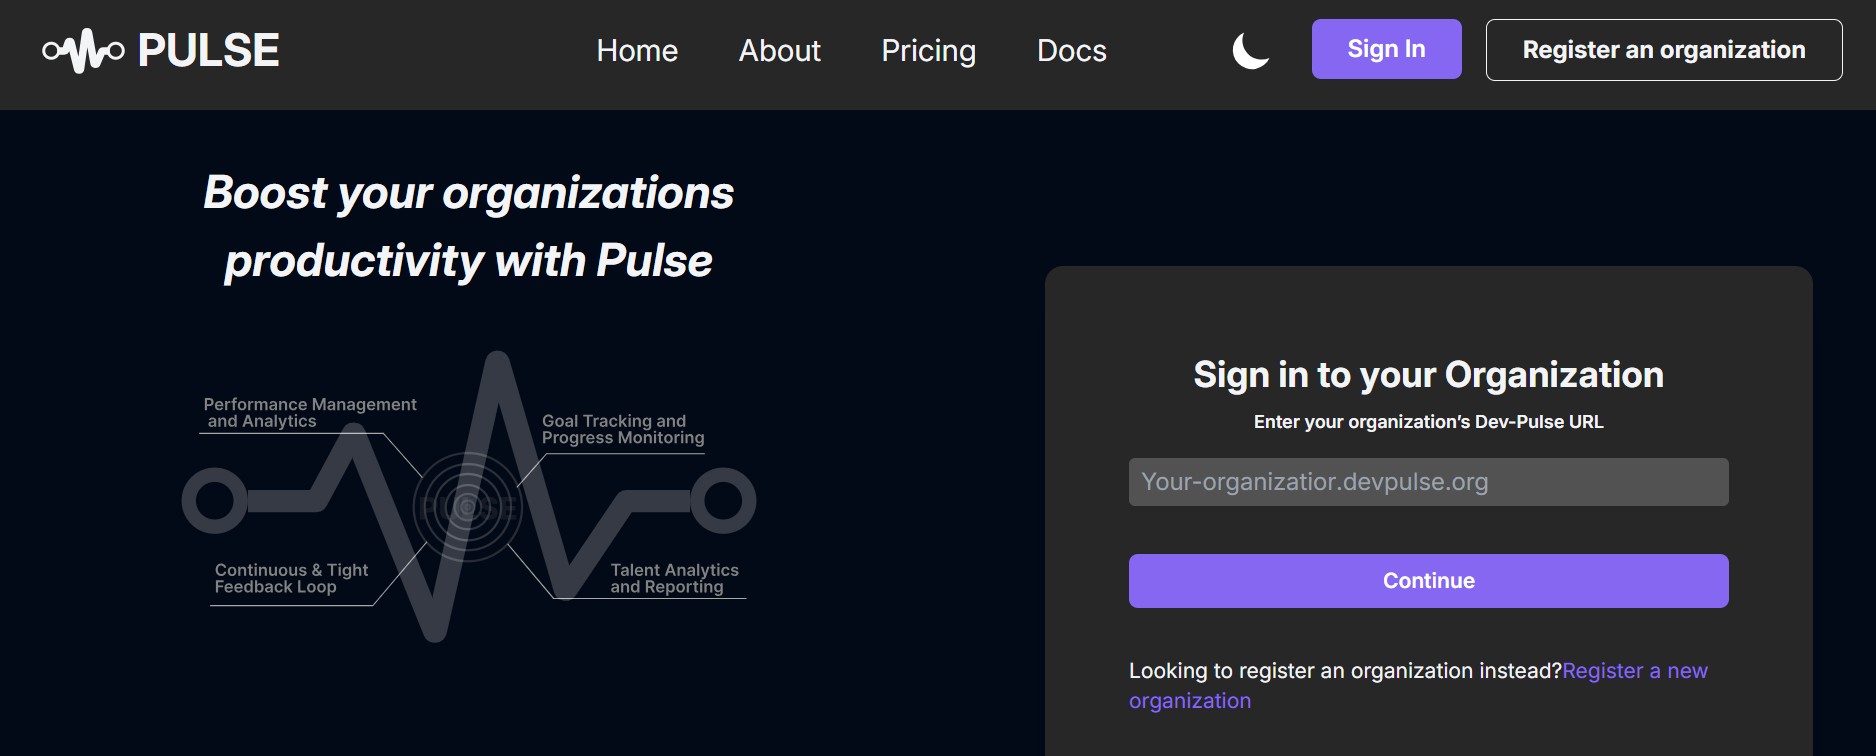 PULSE
Home
About
Pricing
Docs
Sign In
Register an organization
Boost your organizations
productivity with Pulse
Performance Management
and Analytics
Goal Tracking and
Progress Monitoring
PULSE
Continuous & Tight
Feedback Loop
Talent Analytics
and Reporting
Sign in to your Organization
Enter your organization’s Dev-Pulse URL
Your-organizatior.devpulse.org
Continue
Looking to register an organization instead?Register a new
organization